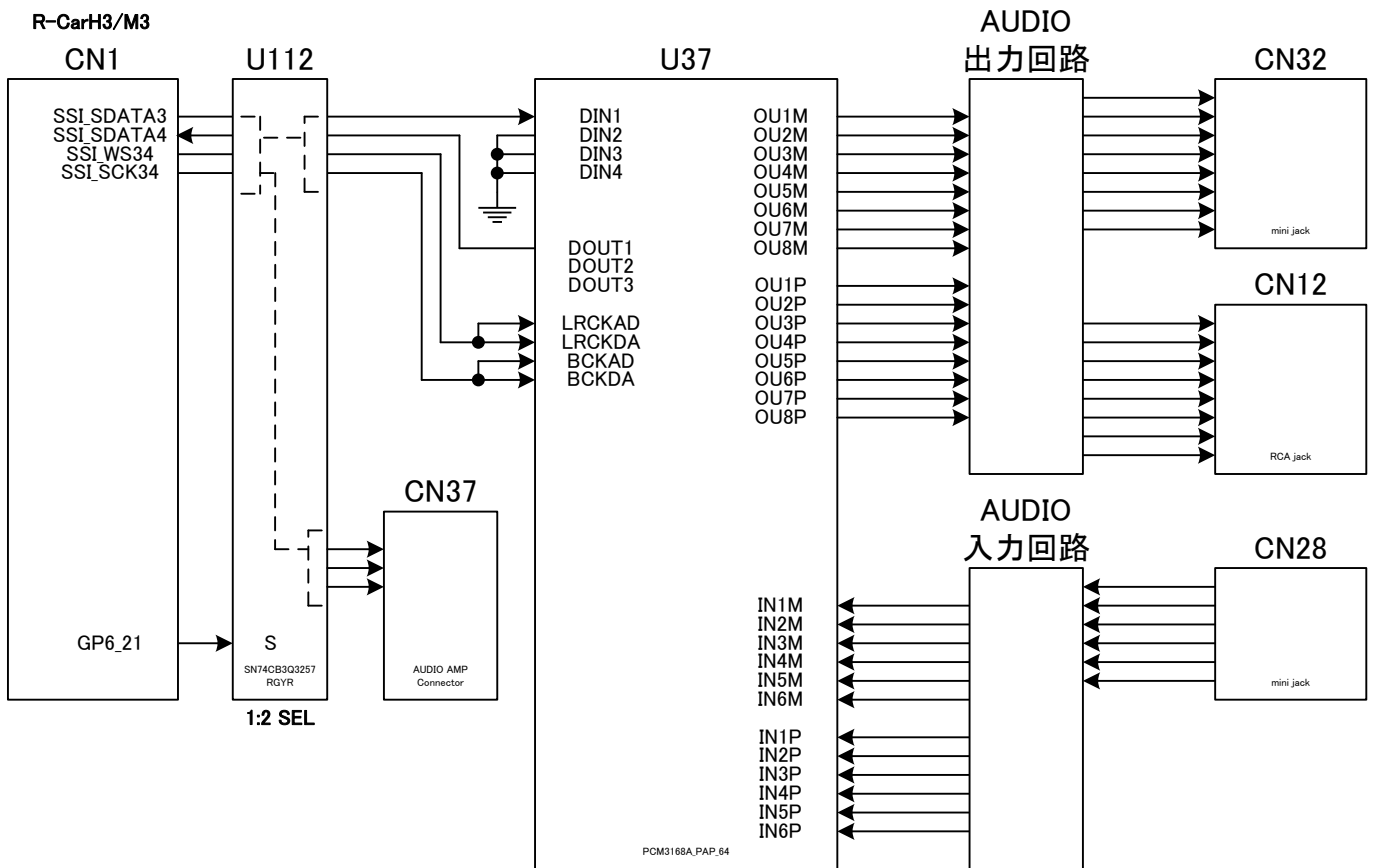 R-CarH3/M3
CN1
SSI_SDATA3
SSI_SDATA4
SSI_WS34
SSI_SCK34
GP6_21
U112
S
SN74CB3Q3257
RGYR
1:2 SEL
CN37
AUDIO AMP
Connector
U37
DIN1
DIN2
DIN3
DIN4
DOUT1
DOUT2
DOUT3
LRCKAD
LRCKDA
BCKAD
BCKDA
OU1M
OU2M
OU3M
OU4M
OU5M
OU6M
OU7M
OU8M
OU1P
OU2P
OU3P
OU4P
OU5P
OU6P
OU7P
OU8P
IN1M
IN2M
IN3M
IN4M
IN5M
IN6M
IN1P
IN2P
IN3P
IN4P
IN5P
IN6P
PCM3168A_PAP_64
AUDIO
出力回路
CN32
mini jack
CN12
RCA jack
AUDIO
入力回路
CN28
mini jack